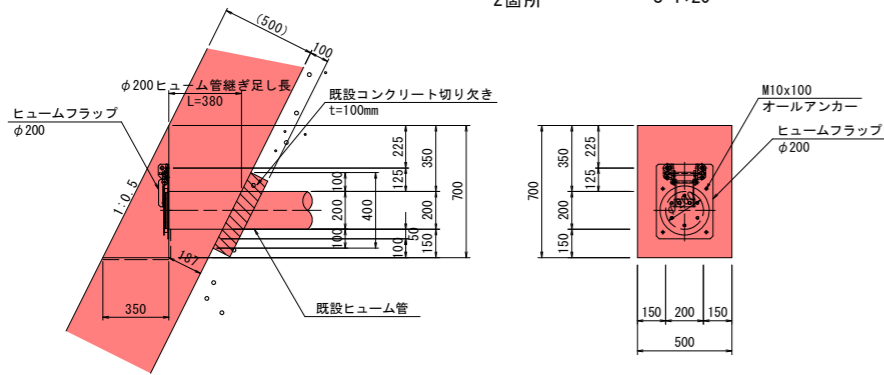 2箇所
S=1:20
(500)
100
φ200ヒューム管継ぎ足し長
L=380
既設コンクリート切り欠き
t=100mm
ヒュームフラップ
φ200
1:0.5
187
350
既設ヒューム管
100
200
100
400
100
50
225
125
350
200
150
700
M10x100
オールアンカー
ヒュームフラップ
φ200
700
350
200
150
225
125
150
200
150
500